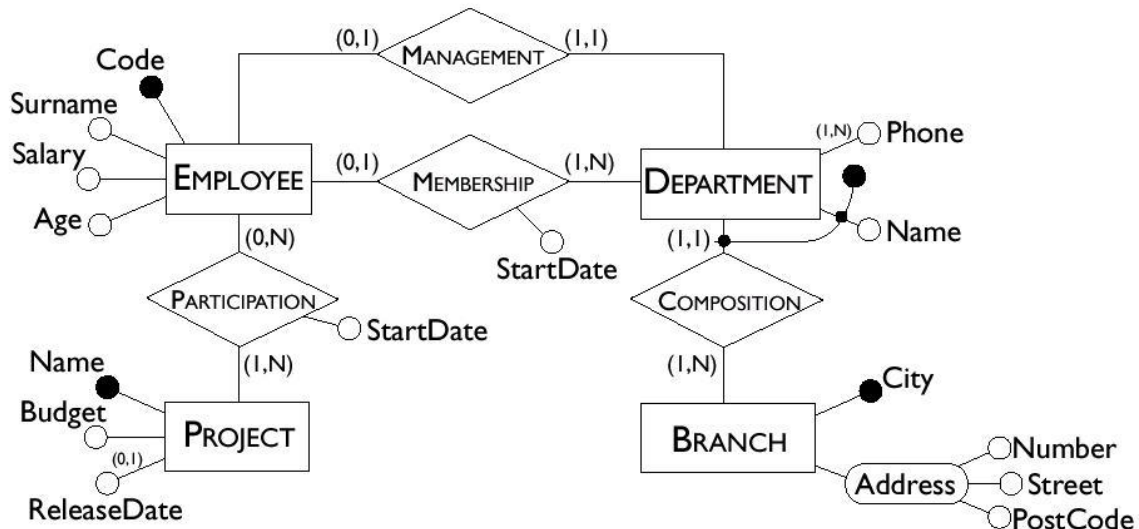 (0,1) MANAGEMENT (1,1)
Code
Surname
Salary
Age
EMPLOYEE
(0,1) MEMBERSHIP (1,N)
StartDate
DEPARTMENT
(1,N) Phone
Name
(0,N)
PARTICIPATION
StartDate
(1,N)
(1,1)
COMPOSITION
(1,N)
Name
Budget
(0,1)
ReleaseDate
PROJECT
BRANCH
City
Address
Number
Street
PostCode